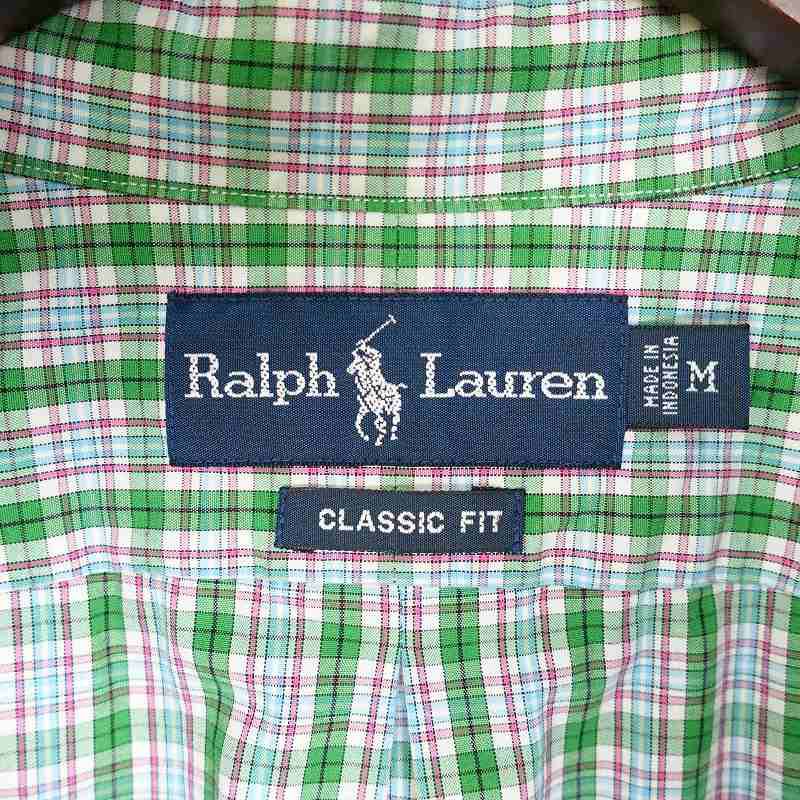 Ralph Lauren
MADE IN
INDONESIA
M
CLASSIC FIT